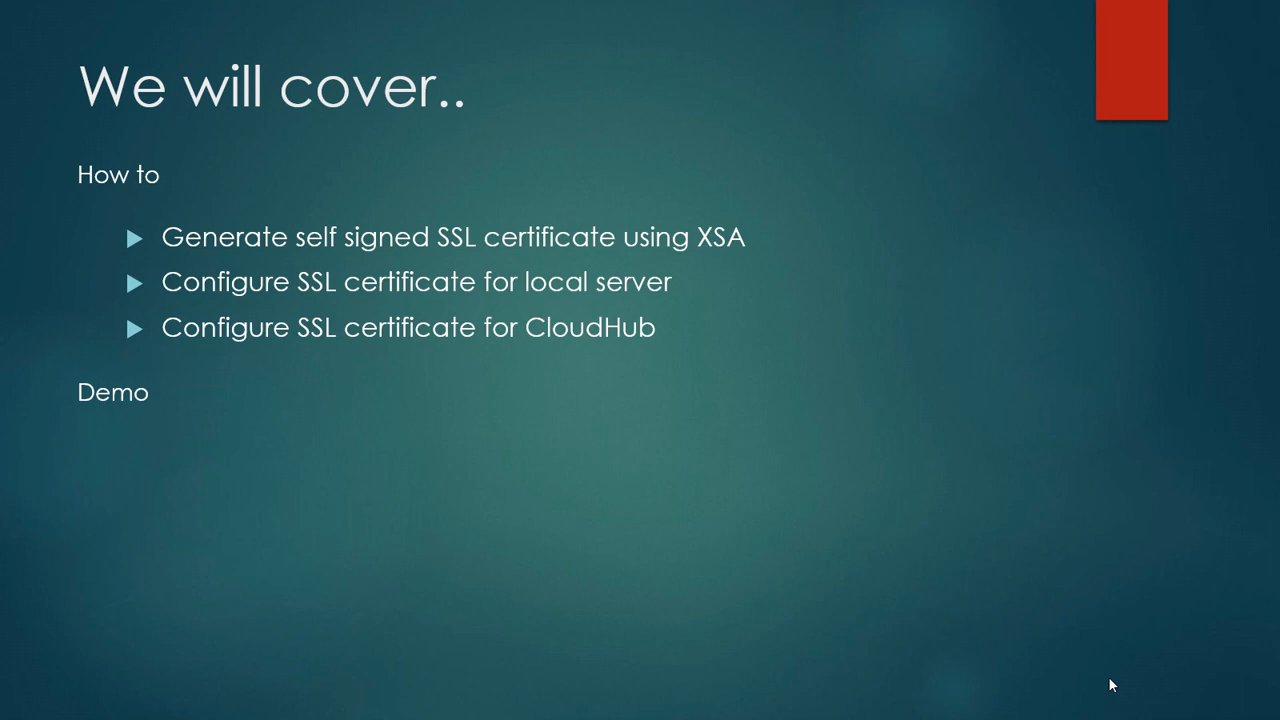 We will cover..
How to
Generate self signed SSL certificate using XSA
Configure SSL certificate for local server
Configure SSL certificate for CloudHub
Demo